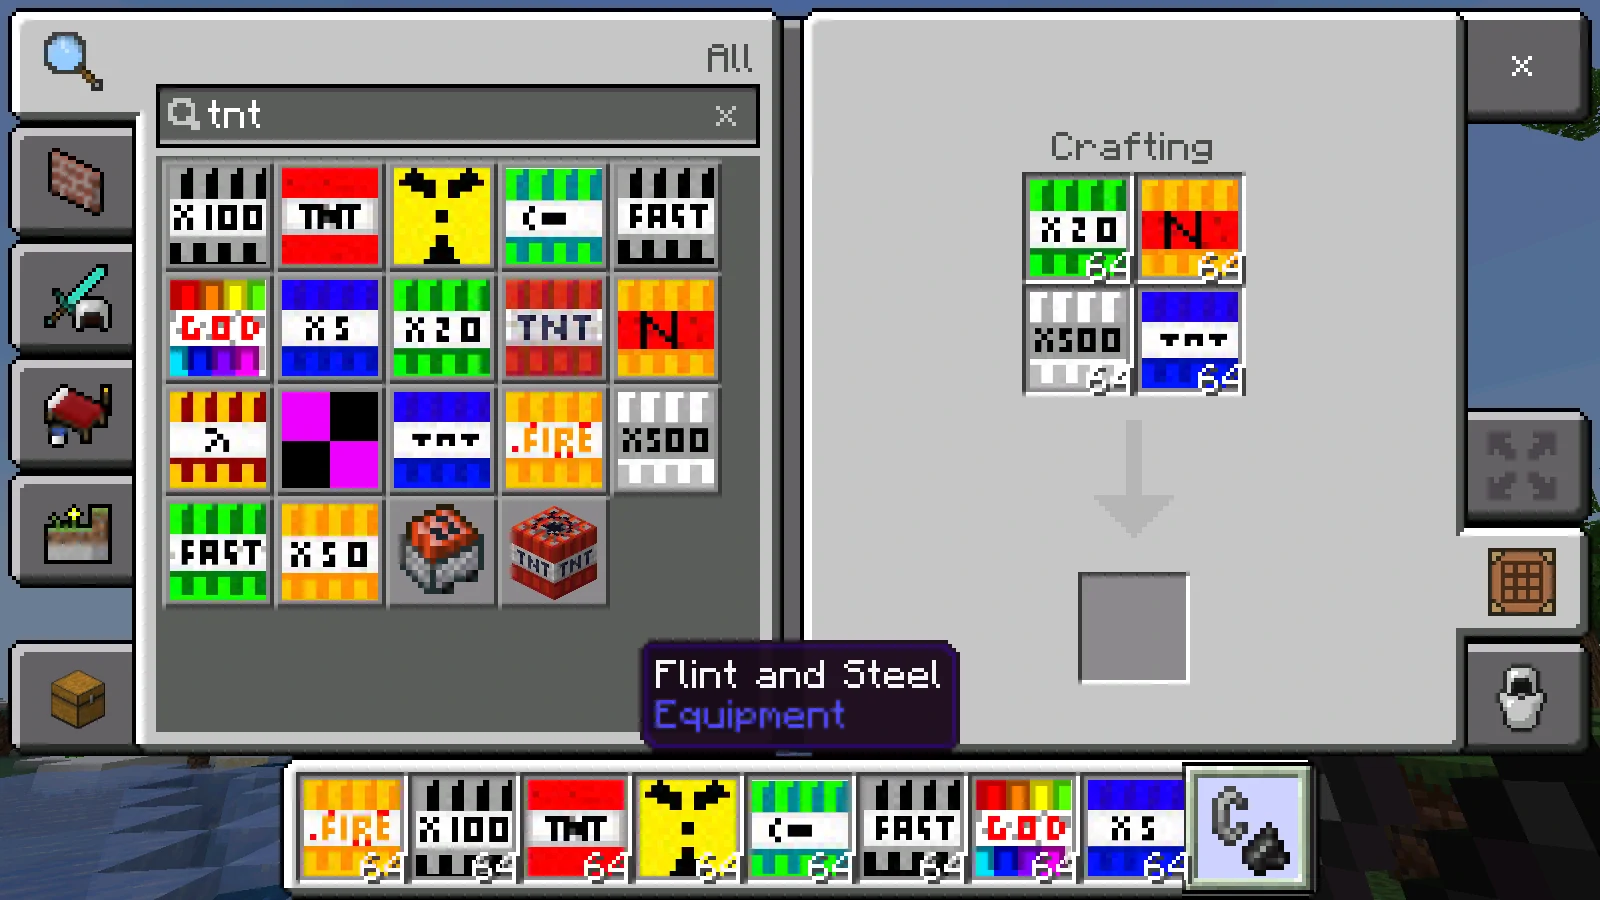 All
tnt
Crafting
X100 TNT FAST
GOD X5 X20 TNT N
TNT .FIRE X500
FAST X50 TNT TNT
X20 64 N 64
X500 64 TNT 64
Flint and Steel
Equipment
.FIRE 64 X100 64 TNT 64 64 64 FAST 64 GOD 64 X5 64